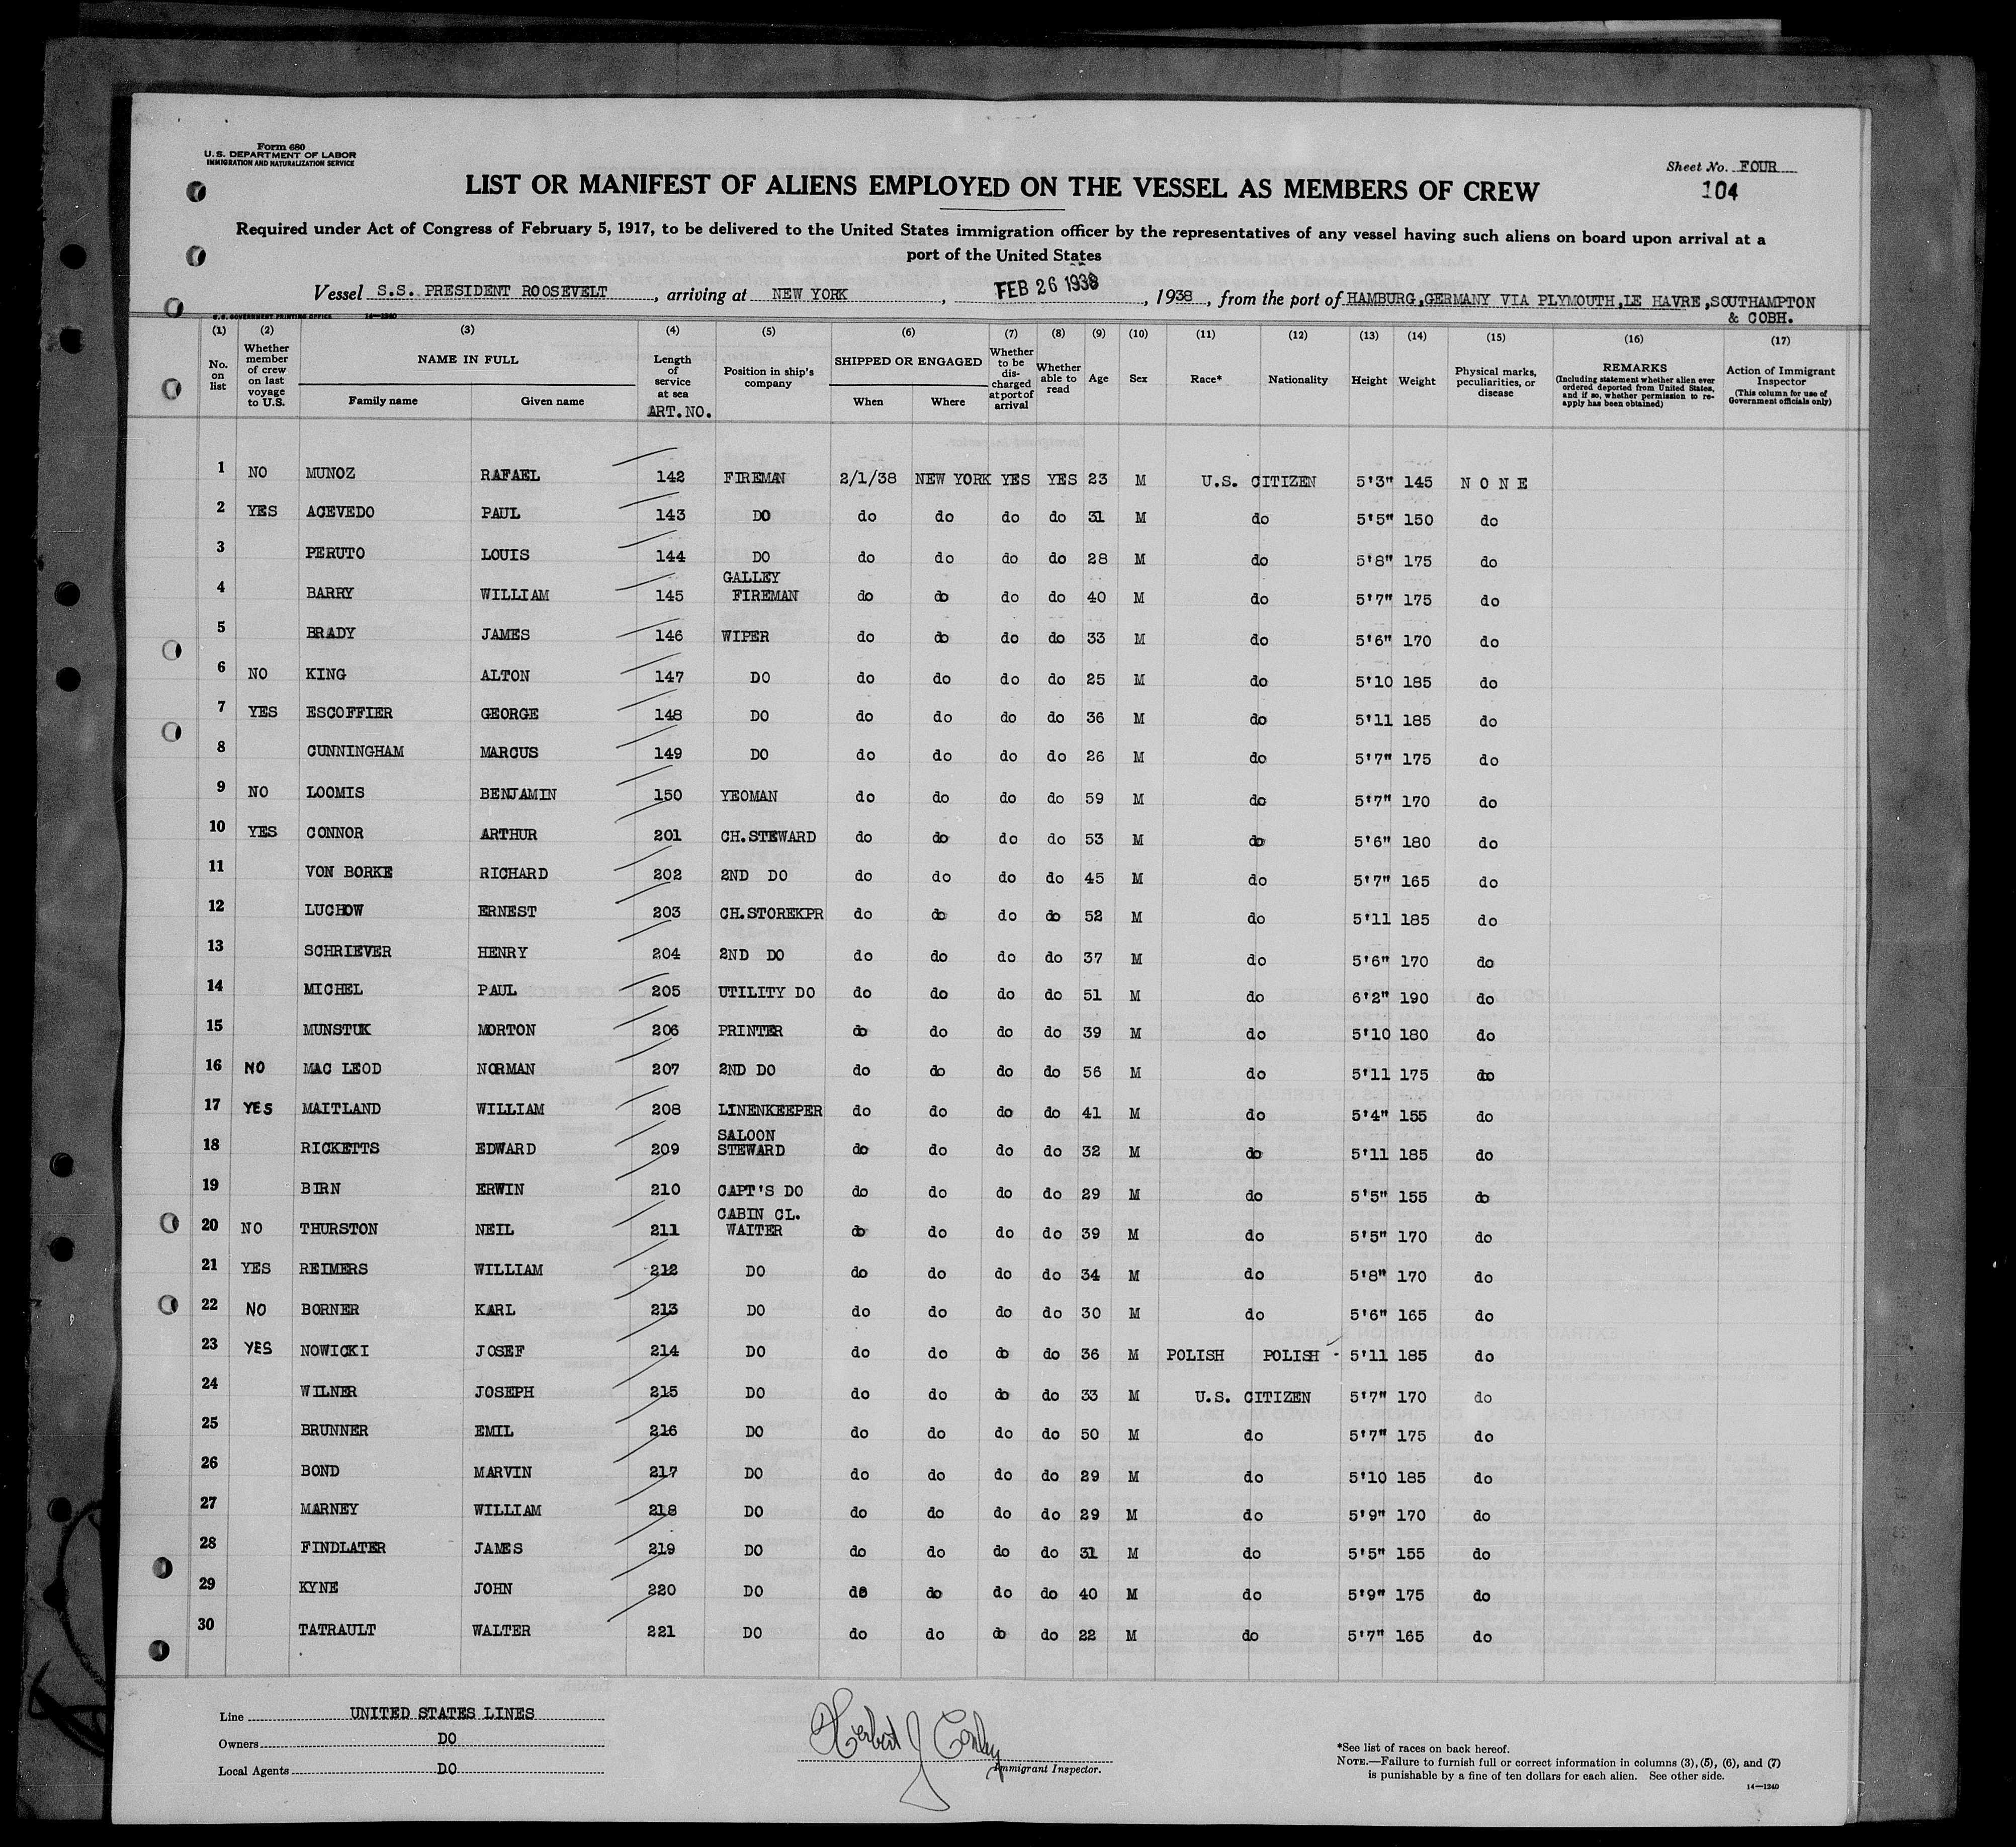 Form 680
U.S. DEPARTMENT OF LABOR
IMMIGRATION AND NATURALIZATION SERVICE
Sheet No. FOUR
104
LIST OR MANIFEST OF ALIENS EMPLOYED ON THE VESSEL AS MEMBERS OF CREW
Required under Act of Congress of February 5, 1917, to be delivered to the United States immigration officer by the representatives of any vessel having such aliens on board upon arrival at a
port of the United States
Vessel S.S. PRESIDENT ROOSEVELT, arriving at NEW YORK, FEB 26 1938, 1938, from the port of HAMBURG,GERMANY VIA PLYMOUTH,LE HAVRE,SOUTHAMPTON
& COBH.
U.S. GOVERNMENT PRINTING OFFICE 14—1240
(1) (2) (3) (4) (5) (6) (7) (8) (9) (10) (11) (12) (13) (14) (15) (16) (17)
No. on list
Whether member of crew on last voyage to U.S.
NAME IN FULL
Family name Given name
Length of service at sea
ART.NO.
Position in ship's company
SHIPPED OR ENGAGED
When Where
Whether to be discharged at port of arrival
Whether able to read
Age
Sex
Race*
Nationality
Height
Weight
Physical marks, peculiarities, or disease
REMARKS
(Including statement whether alien ever ordered deported from United States, and if so, whether permission to reapply has been obtained)
Action of Immigrant Inspector
(This column for use of Government officials only)
1 NO MUNOZ RAFAEL 142 FIREMAN 2/1/38 NEW YORK YES YES 23 M U.S. CITIZEN 5'3" 145 N O N E
2 YES ACEVEDO PAUL 143 DO do do do do 31 M do 5'5" 150 do
3 PERUTO LOUIS 144 DO do do do do 28 M do 5'8" 175 do
4 BARRY WILLIAM 145 GALLEY FIREMAN do do do do 40 M do 5'7" 175 do
5 BRADY JAMES 146 WIPER do do do do 33 M do 5'6" 170 do
6 NO KING ALTON 147 DO do do do do 25 M do 5'10 185 do
7 YES ESCOFFIER GEORGE 148 DO do do do do 36 M do 5'11 185 do
8 CUNNINGHAM MARCUS 149 DO do do do do 26 M do 5'7" 175 do
9 NO LOOMIS BENJAMIN 150 YEOMAN do do do do 59 M do 5'7" 170 do
10 YES CONNOR ARTHUR 201 CH.STEWARD do do do do 53 M do 5'6" 180 do
11 VON BORKE RICHARD 202 2ND DO do do do do 45 M do 5'7" 165 do
12 LUCHOW ERNEST 203 CH.STOREKPR do do do do 52 M do 5'11 185 do
13 SCHRIEVER HENRY 204 2ND DO do do do do 37 M do 5'6" 170 do
14 MICHEL PAUL 205 UTILITY DO do do do do 51 M do 6'2" 190 do
15 MUNSTUK MORTON 206 PRINTER do do do do 39 M do 5'10 180 do
16 NO MAC LEOD NORMAN 207 2ND DO do do do do 56 M do 5'11 175 do
17 YES MAITLAND WILLIAM 208 LINENKEEPER do do do do 41 M do 5'4" 155 do
18 RICKETTS EDWARD 209 SALOON STEWARD do do do do 32 M do 5'11 185 do
19 BIRN ERWIN 210 CAPT'S DO do do do do 29 M do 5'5" 155 do
20 NO THURSTON NEIL 211 CABIN CL. WAITER do do do do 39 M do 5'5" 170 do
21 YES REIMERS WILLIAM 212 DO do do do do 34 M do 5'8" 170 do
22 NO BORNER KARL 213 DO do do do do 30 M do 5'6" 165 do
23 YES NOWICKI JOSEF 214 DO do do do do 36 M POLISH POLISH 5'11 185 do
24 WILNER JOSEPH 215 DO do do do do 33 M U.S. CITIZEN 5'7" 170 do
25 BRUNNER EMIL 216 DO do do do do 50 M do 5'7" 175 do
26 BOND MARVIN 217 DO do do do do 29 M do 5'10 185 do
27 MARNEY WILLIAM 218 DO do do do do 29 M do 5'9" 170 do
28 FINDLATER JAMES 219 DO do do do do 31 M do 5'5" 155 do
29 KYNE JOHN 220 DO do do do do 40 M do 5'9" 175 do
30 TATRAULT WALTER 221 DO do do do do 22 M do 5'7" 165 do
Line UNITED STATES LINES
Owners DO
Local Agents DO
Herbert J Conley
Immigrant Inspector.
*See list of races on back hereof.
NOTE.—Failure to furnish full or correct information in columns (3), (5), (6), and (7)
is punishable by a fine of ten dollars for each alien. See other side.
14—1240